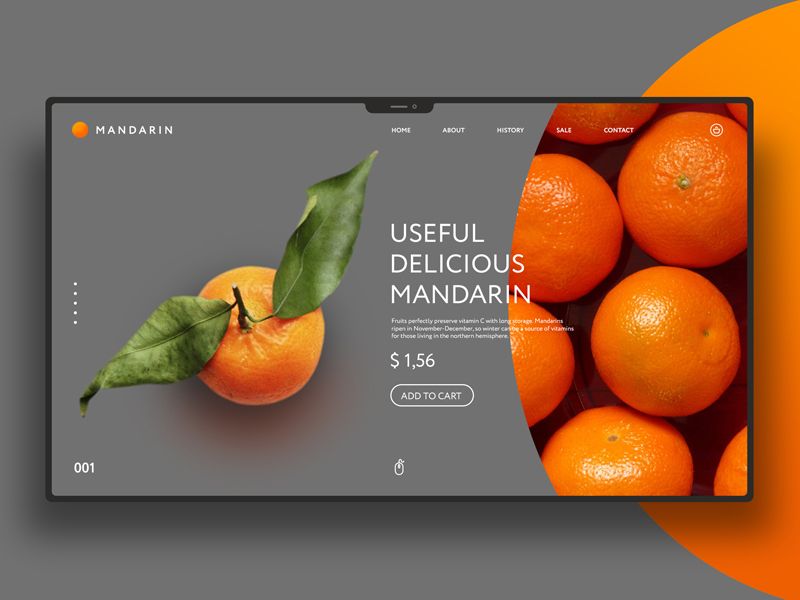 MANDARIN
HOME ABOUT HISTORY SALE CONTACT
USEFUL
DELICIOUS
MANDARIN
Fruits perfectly preserve vitamin C with long storage. Mandarins
ripen in November-December, so winter can be a source of vitamins
for those living in the northern hemisphere.
$ 1,56
ADD TO CART
001